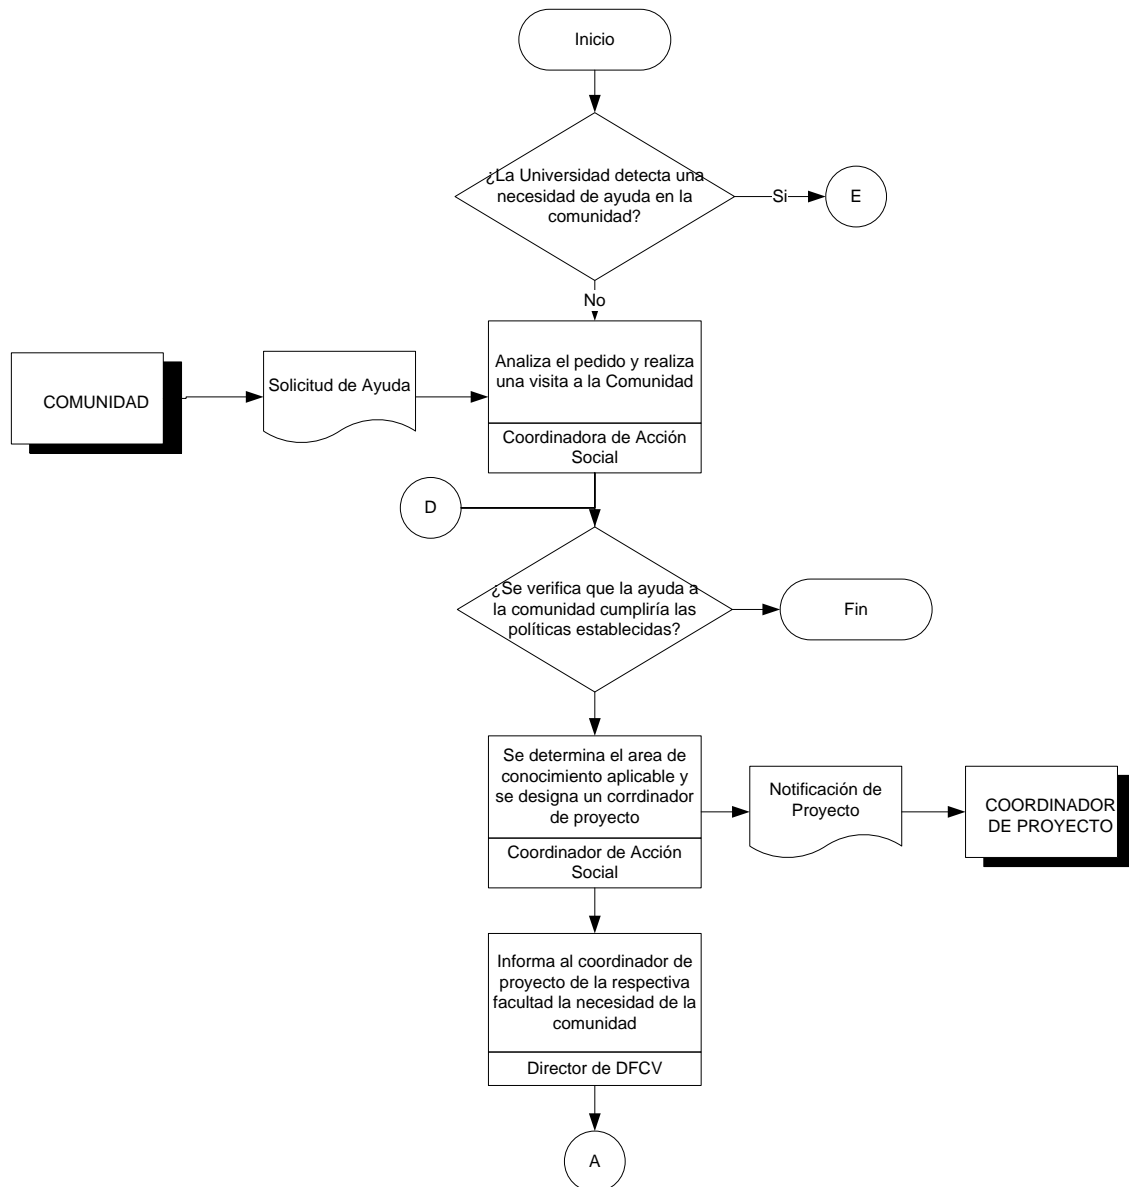 Inicio
¿La Universidad detecta una
necesidad de ayuda en la
comunidad?
Si
E
No
COMUNIDAD
Solicitud de Ayuda
Analiza el pedido y realiza
una visita a la Comunidad
Coordinadora de Acción
Social
D
¿Se verifica que la ayuda a
la comunidad cumpliría las
políticas establecidas?
Fin
Se determina el area de
conocimiento aplicable y
se designa un corrdinador
de proyecto
Coordinador de Acción
Social
Notificación de
Proyecto
COORDINADOR
DE PROYECTO
Informa al coordinador de
proyecto de la respectiva
facultad la necesidad de la
comunidad
Director de DFCV
A